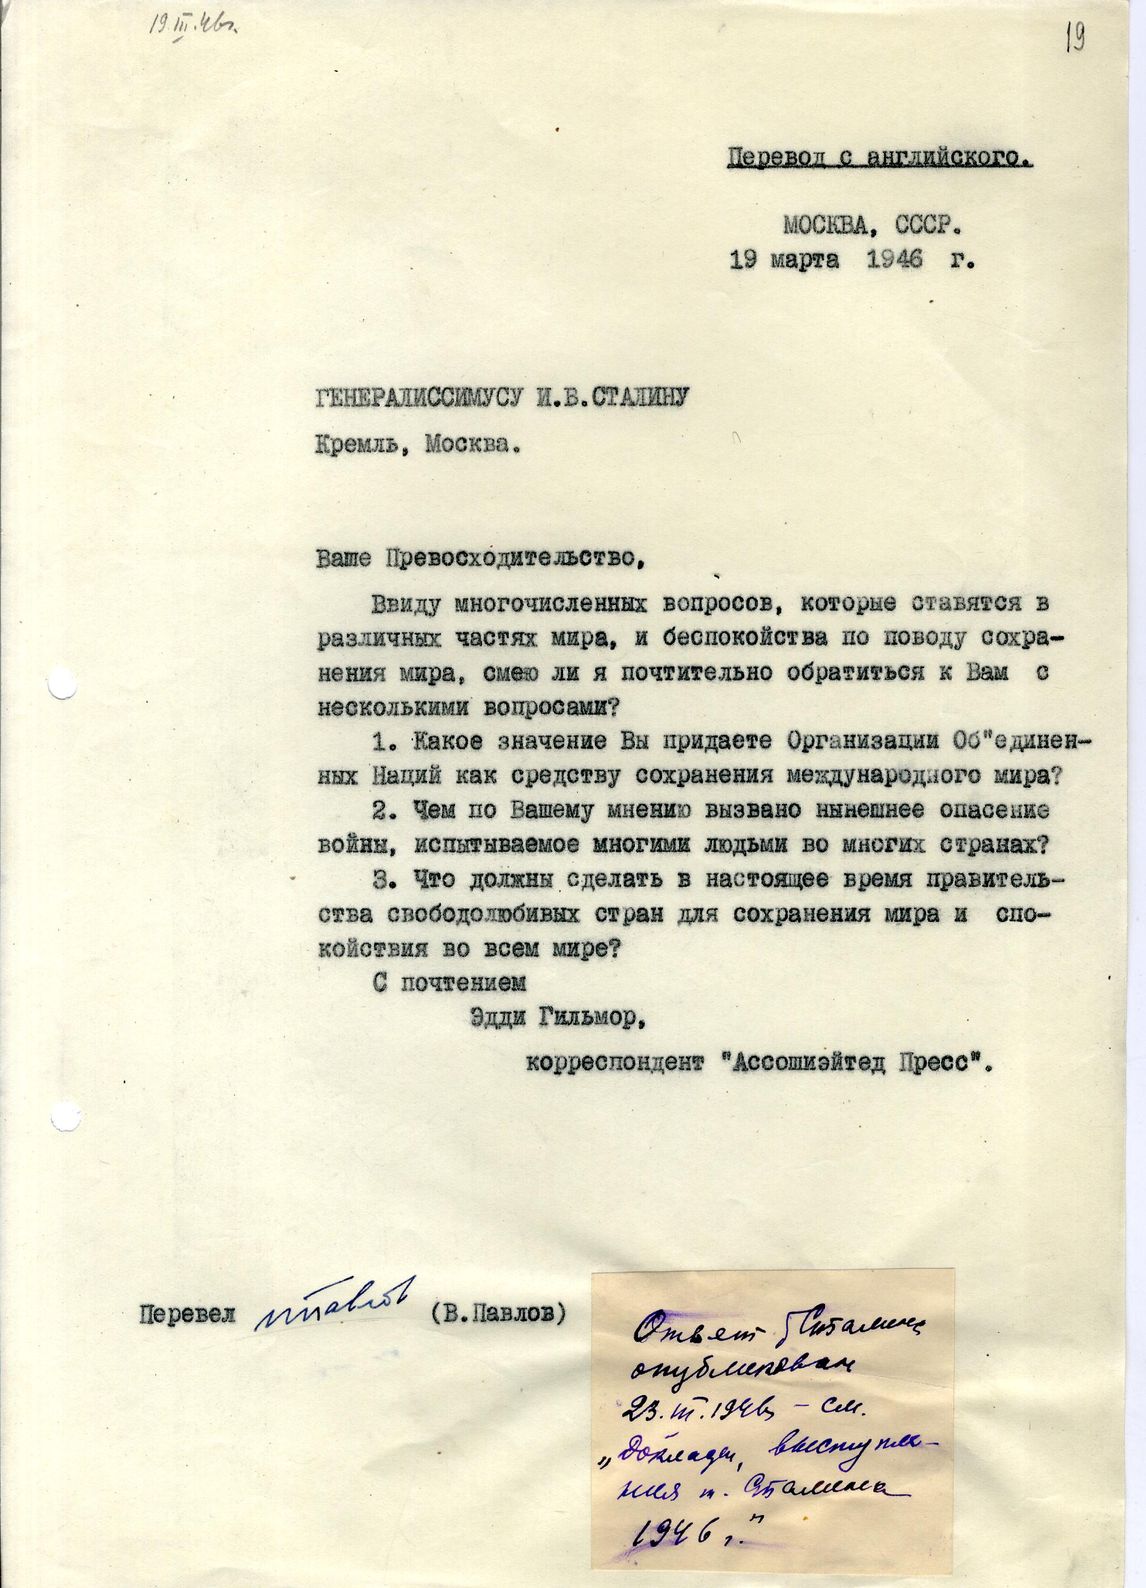 19.III.46г.
19
Перевод с английского.
МОСКВА, СССР.
19 марта 1946 г.
ГЕНЕРАЛИССИМУСУ И.В.СТАЛИНУ
Кремль, Москва.
Ваше Превосходительство,
Ввиду многочисленных вопросов, которые ставятся в
различных частях мира, и беспокойства по поводу сохра-
нения мира, смею ли я почтительно обратиться к Вам с
несколькими вопросами?
1. Какое значение Вы придаете Организации Об"единен-
ных Наций как средству сохранения международного мира?
2. Чем по Вашему мнению вызвано нынешнее опасение
войны, испытываемое многими людьми во многих странах?
3. Что должны сделать в настоящее время правитель-
ства свободолюбивых стран для сохранения мира и спо-
койствия во всем мире?
С почтением
Эдди Гильмор,
корреспондент "Ассошиэйтед Пресс".
Перевел Павлов (В.Павлов)
Ответ Сталина
опубликован
23.III.1946 – см.
„Доклады, выступле-
ния т. Сталина
1946 г."